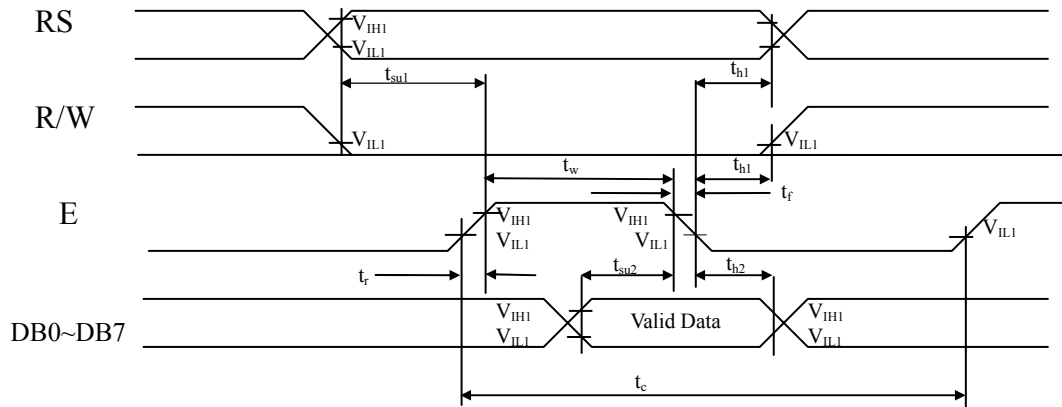 RS
V_IH1
V_IL1
t_su1
t_h1
R/W
V_IL1
V_IL1
t_w
t_h1
t_f
E
V_IH1
V_IH1
V_IL1
V_IL1
V_IL1
t_r
t_su2
t_h2
DB0~DB7
V_IH1
Valid Data
V_IH1
V_IL1
V_IL1
t_c